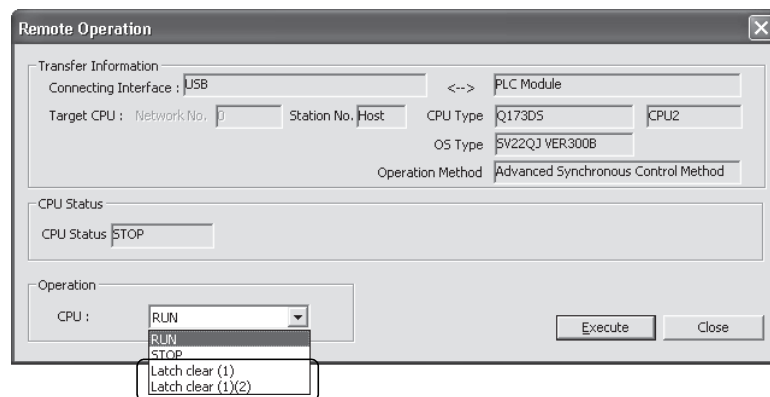 Remote Operation
Transfer Information
Connecting Interface : USB <--> PLC Module
Target CPU : Network No. 0 Station No. Host CPU Type Q173DS CPU2
OS Type SV22QJ VER300B
Operation Method Advanced Synchronous Control Method
CPU Status
CPU Status STOP
Operation
CPU : RUN
RUN
STOP
Latch clear (1)
Latch clear (1)(2)
Execute Close